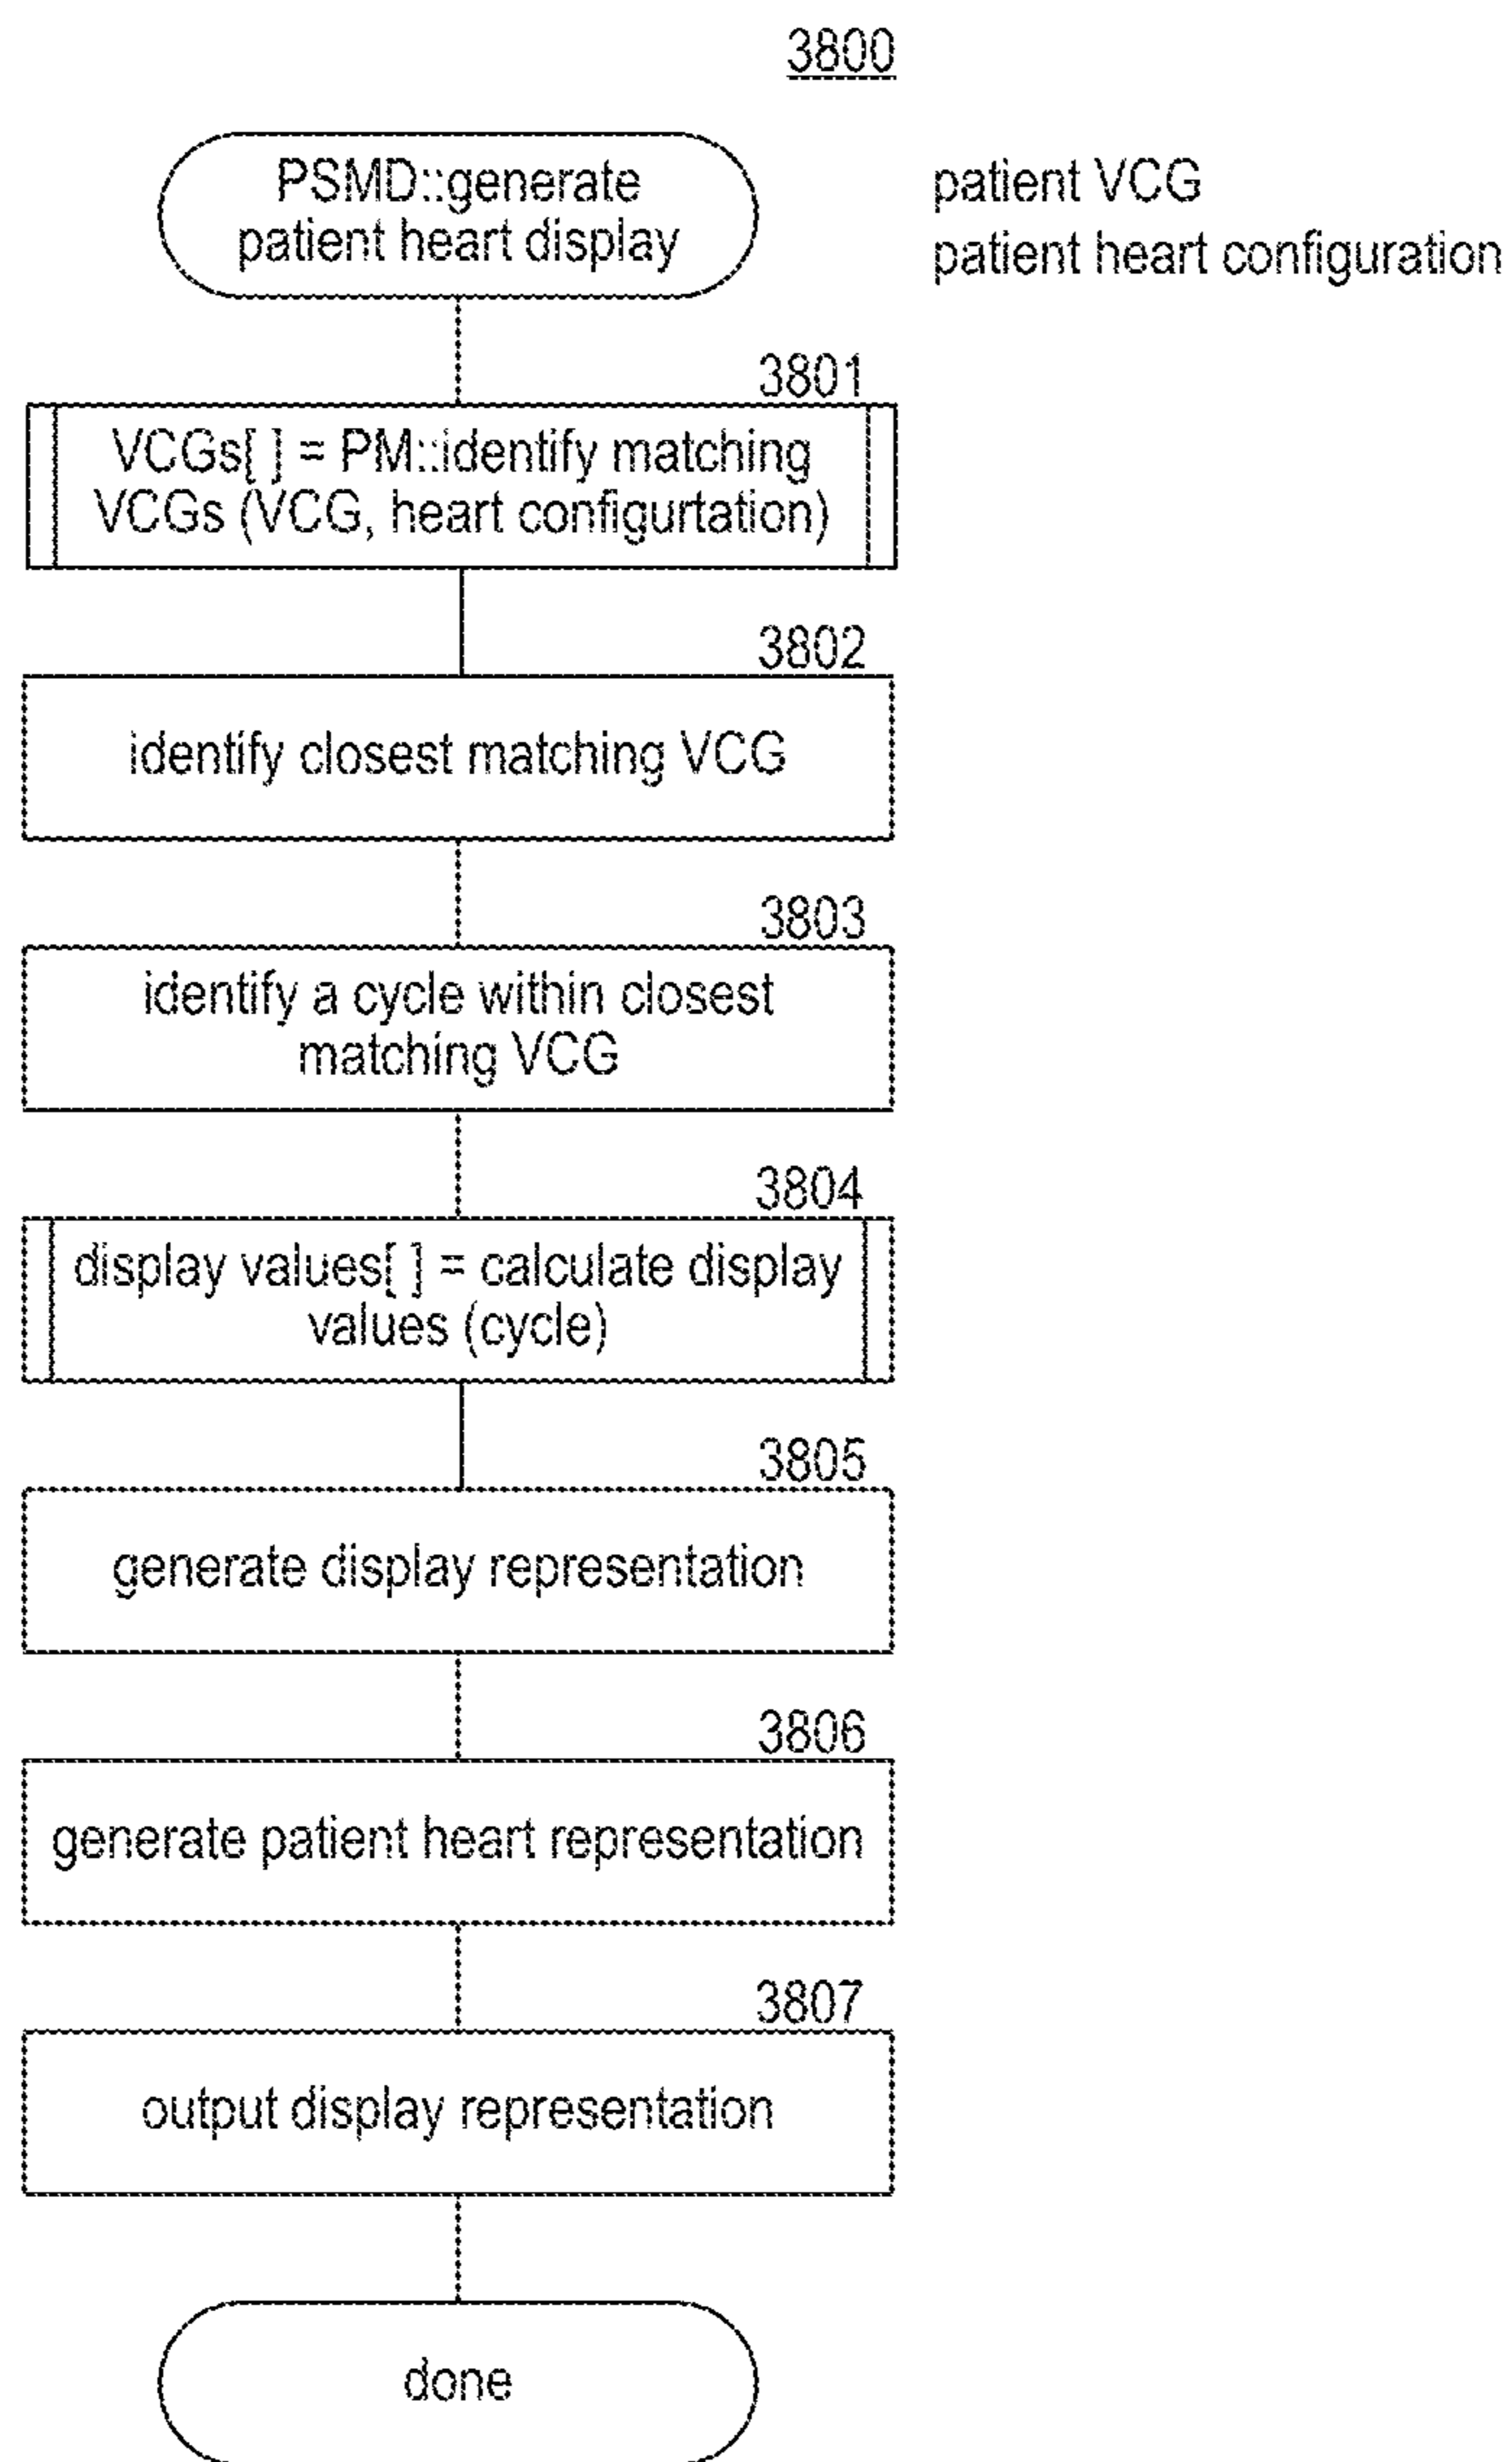 3800
PSMD::generate
patient heart display
patient VCG
patient heart configuration
3801
VCGs[ ] = PM::identify matching
VCGs (VCG, heart configurtation)
3802
identify closest matching VCG
3803
identify a cycle within closest
matching VCG
3804
display values[ ] = calculate display
values (cycle)
3805
generate display representation
3806
generate patient heart representation
3807
output display representation
done